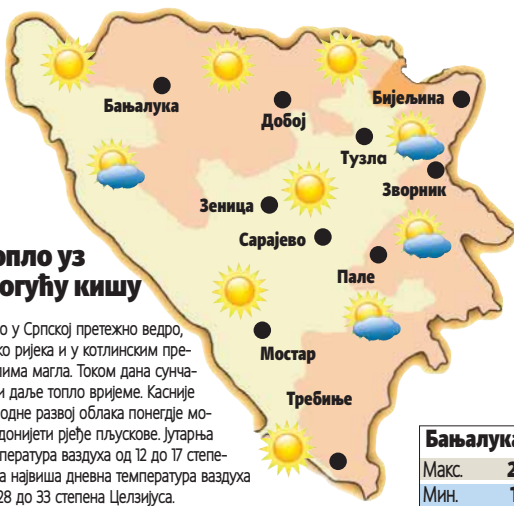 Бањалука
Добој
Бијељина
Тузла
Зворник
Зеница
Сарајево
Пале
Мостар
Требиње
опло уз
огућу кишу
о у Српској претежно ведро,
ко ријека и у котлинским пре-
лима магла. Током дана сунча-
и даље топло вријеме. Касније
одне развој облака понегдје мо-
донијети рјеђе пљускове. Јутарња
пература ваздуха од 12 до 17 степе-
а највиша дневна температура ваздуха
28 до 33 степена Целзијуса.
Бањалука
Макс. 2
Мин. 1